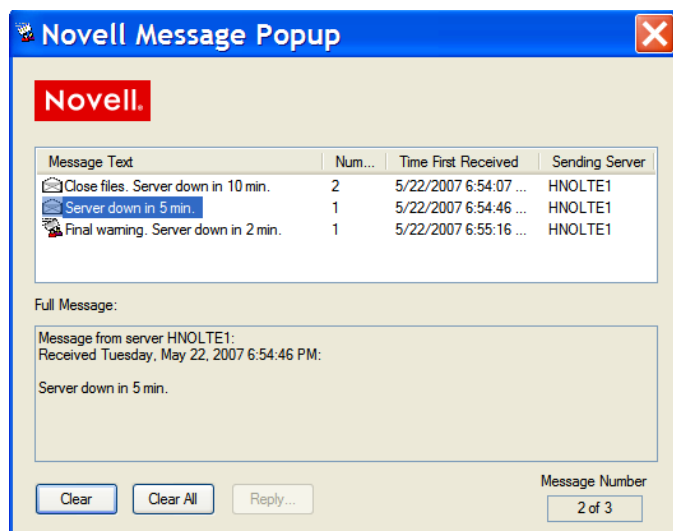 Novell Message Popup
Novell.
Message Text Num... Time First Received Sending Server
Close files. Server down in 10 min. 2 5/22/2007 6:54:07 ... HNOLTE1
Server down in 5 min. 1 5/22/2007 6:54:46 ... HNOLTE1
Final warning. Server down in 2 min. 1 5/22/2007 6:55:16 ... HNOLTE1
Full Message:
Message from server HNOLTE1:
Received Tuesday, May 22, 2007 6:54:46 PM:
Server down in 5 min.
Message Number
Clear Clear All Reply... 2 of 3